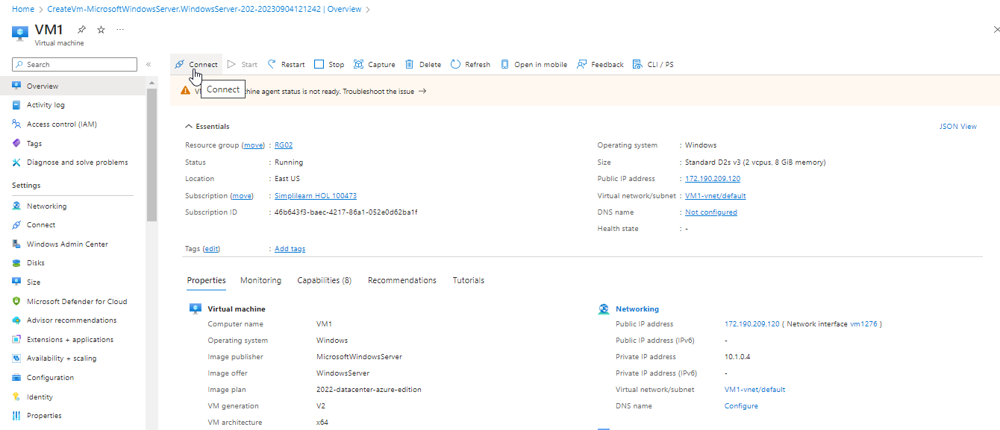 Home > CreateVm-MicrosoftWindowsServer.WindowsServer-202-20230904121242 | Overview >
VM1
Virtual machine
Search
Connect
Start
Restart
Stop
Capture
Delete
Refresh
Open in mobile
Feedback
CLI / PS
Connect
agent status is not ready. Troubleshoot the issue →
Overview
Activity log
Access control (IAM)
Tags
Diagnose and solve problems
Settings
Networking
Connect
Windows Admin Center
Disks
Size
Microsoft Defender for Cloud
Advisor recommendations
Extensions + applications
Availability + scaling
Configuration
Identity
Properties
Essentials
JSON View
Resource group (move) : RG02
Status : Running
Location : East US
Subscription (move) : Simplilearn HOL 100473
Subscription ID : 46b643f3-baec-4217-86a1-052e0d62ba1f
Operating system : Windows
Size : Standard D2s v3 (2 vcpus, 8 GiB memory)
Public IP address : 172.190.209.120
Virtual network/subnet : VM1-vnet/default
DNS name : Not configured
Health state : -
Tags (edit) : Add tags
Properties
Monitoring
Capabilities (8)
Recommendations
Tutorials
Virtual machine
Computer name VM1
Operating system Windows
Image publisher MicrosoftWindowsServer
Image offer WindowsServer
Image plan 2022-datacenter-azure-edition
VM generation V2
VM architecture x64
Networking
Public IP address 172.190.209.120 ( Network interface vm1276 )
Public IP address (IPv6) -
Private IP address 10.1.0.4
Private IP address (IPv6) -
Virtual network/subnet VM1-vnet/default
DNS name Configure